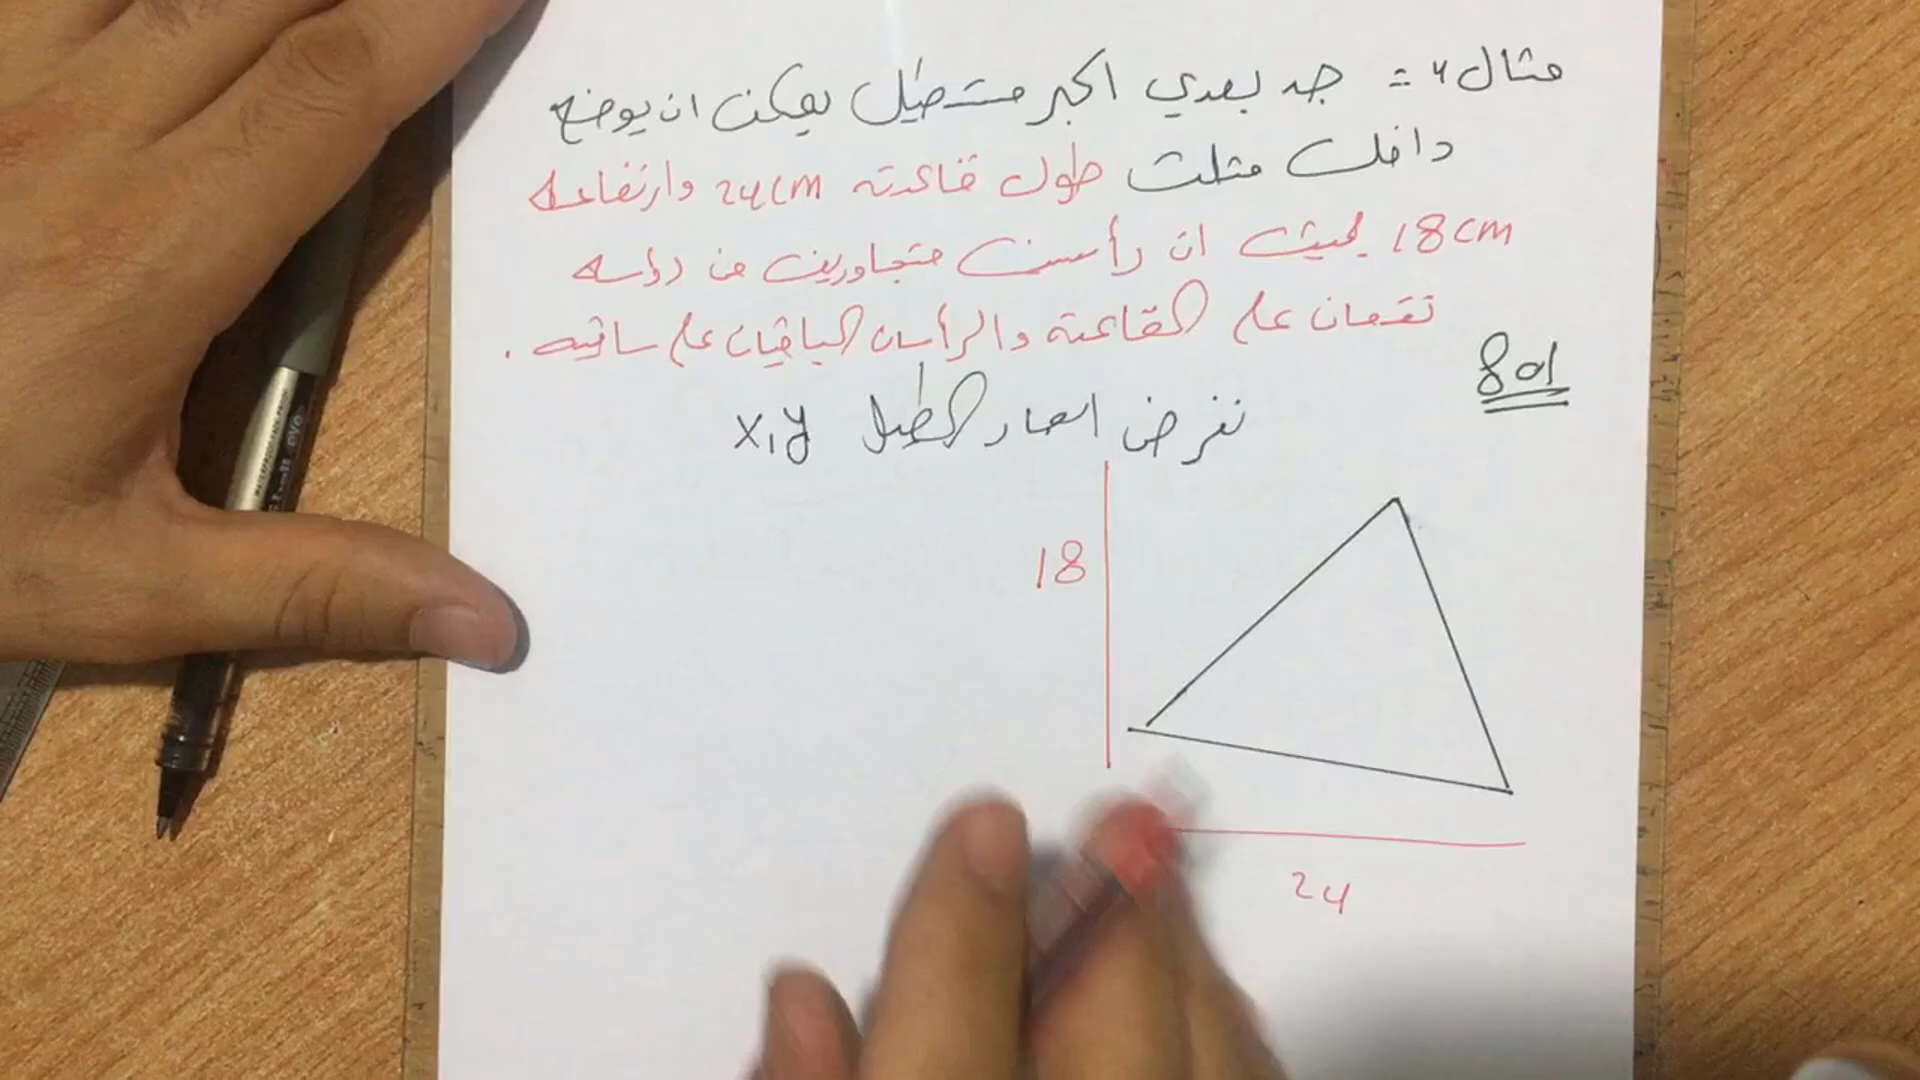 مثال ٤ = جد بعدي اكبر مستطيل يمكن ان يوضع
داخل مثلث طول قاعدته 24cm وارتفاعه
18cm بحيث ان رأسين متجاورين من رؤوسه
تقعان على القاعدة والرأسان الباقيان على ساقيه .
Sol
نفرض ابعاد المستطيل x,y
18
24